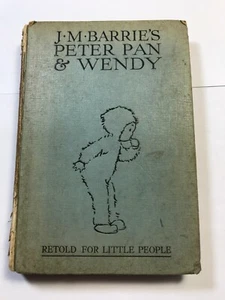 J·M·BARRIE'S
PETER PAN
& WENDY
RETOLD FOR LITTLE PEOPLE